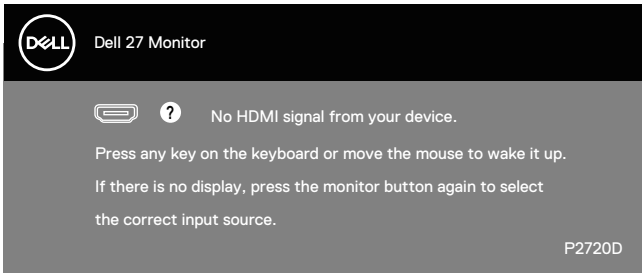 DELL
Dell 27 Monitor
? No HDMI signal from your device.
Press any key on the keyboard or move the mouse to wake it up.
If there is no display, press the monitor button again to select
the correct input source.
P2720D